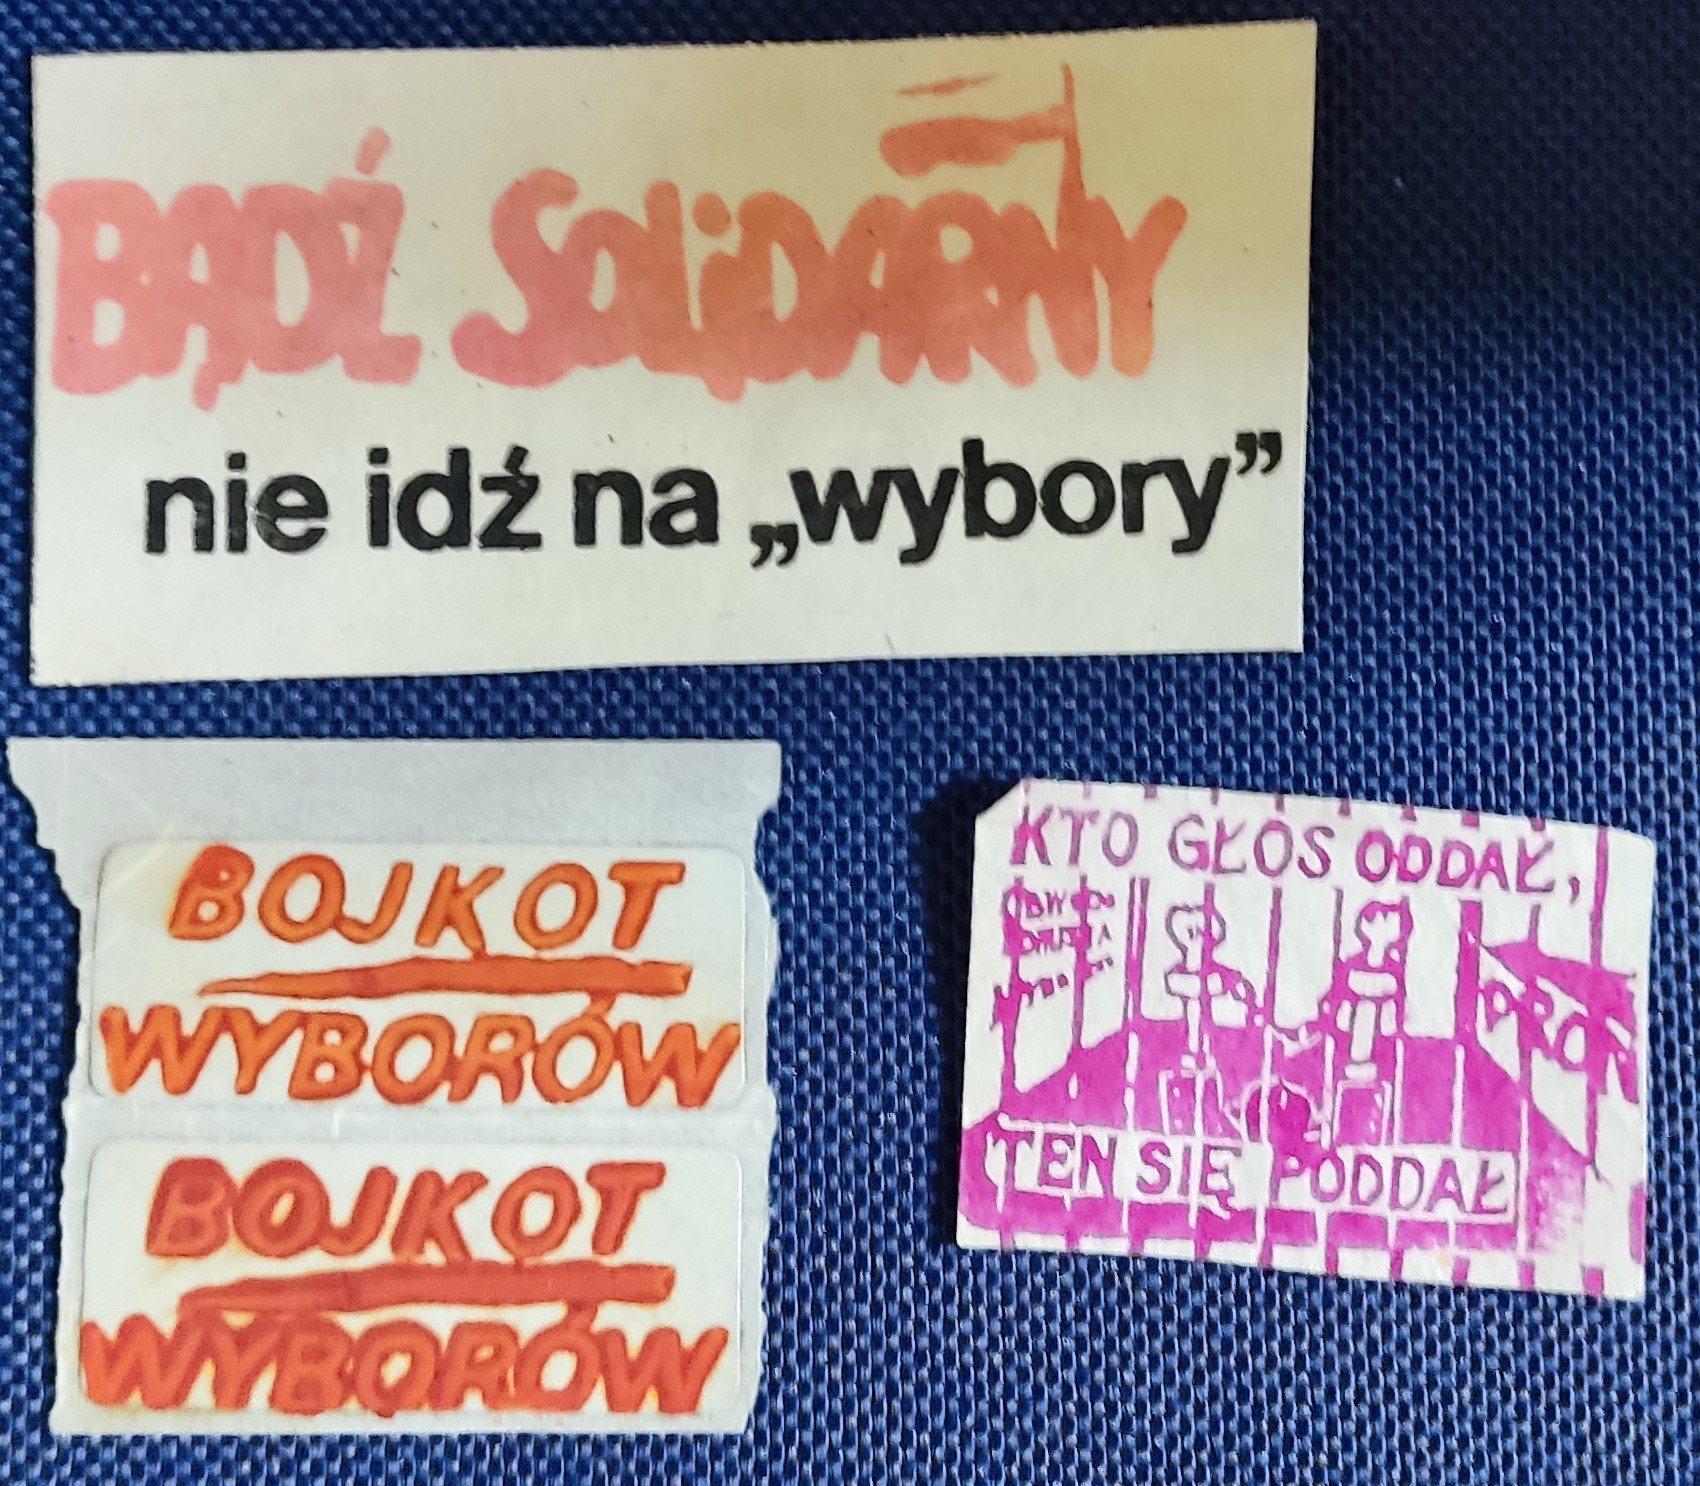 BĄDŹ SOLiDARNY
nie idź na „wybory”
BOJKOT
WYBORÓW
BOJKOT
WYBORÓW
KTO GŁOS ODDAŁ,
TEN SIĘ PODDAŁ